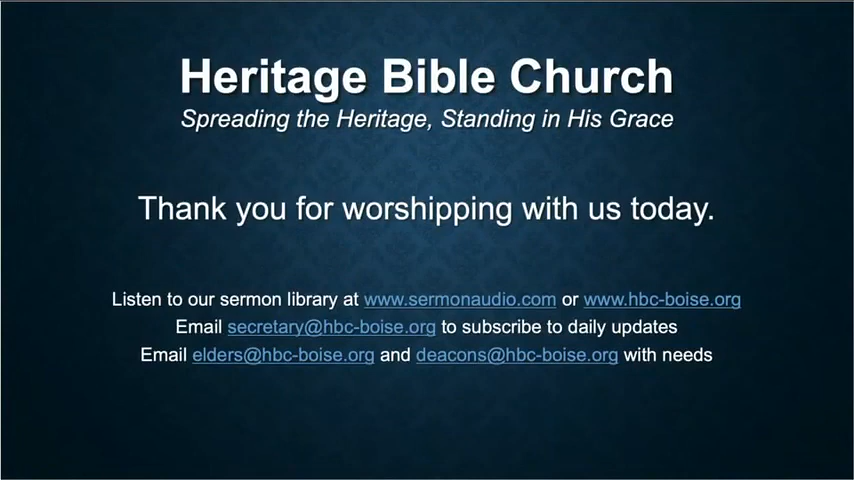 Heritage Bible Church
Spreading the Heritage, Standing in His Grace
Thank you for worshipping with us today.
Listen to our sermon library at www.sermonaudio.com or www.hbc-boise.org
Email secretary@hbc-boise.org to subscribe to daily updates
Email elders@hbc-boise.org and deacons@hbc-boise.org with needs